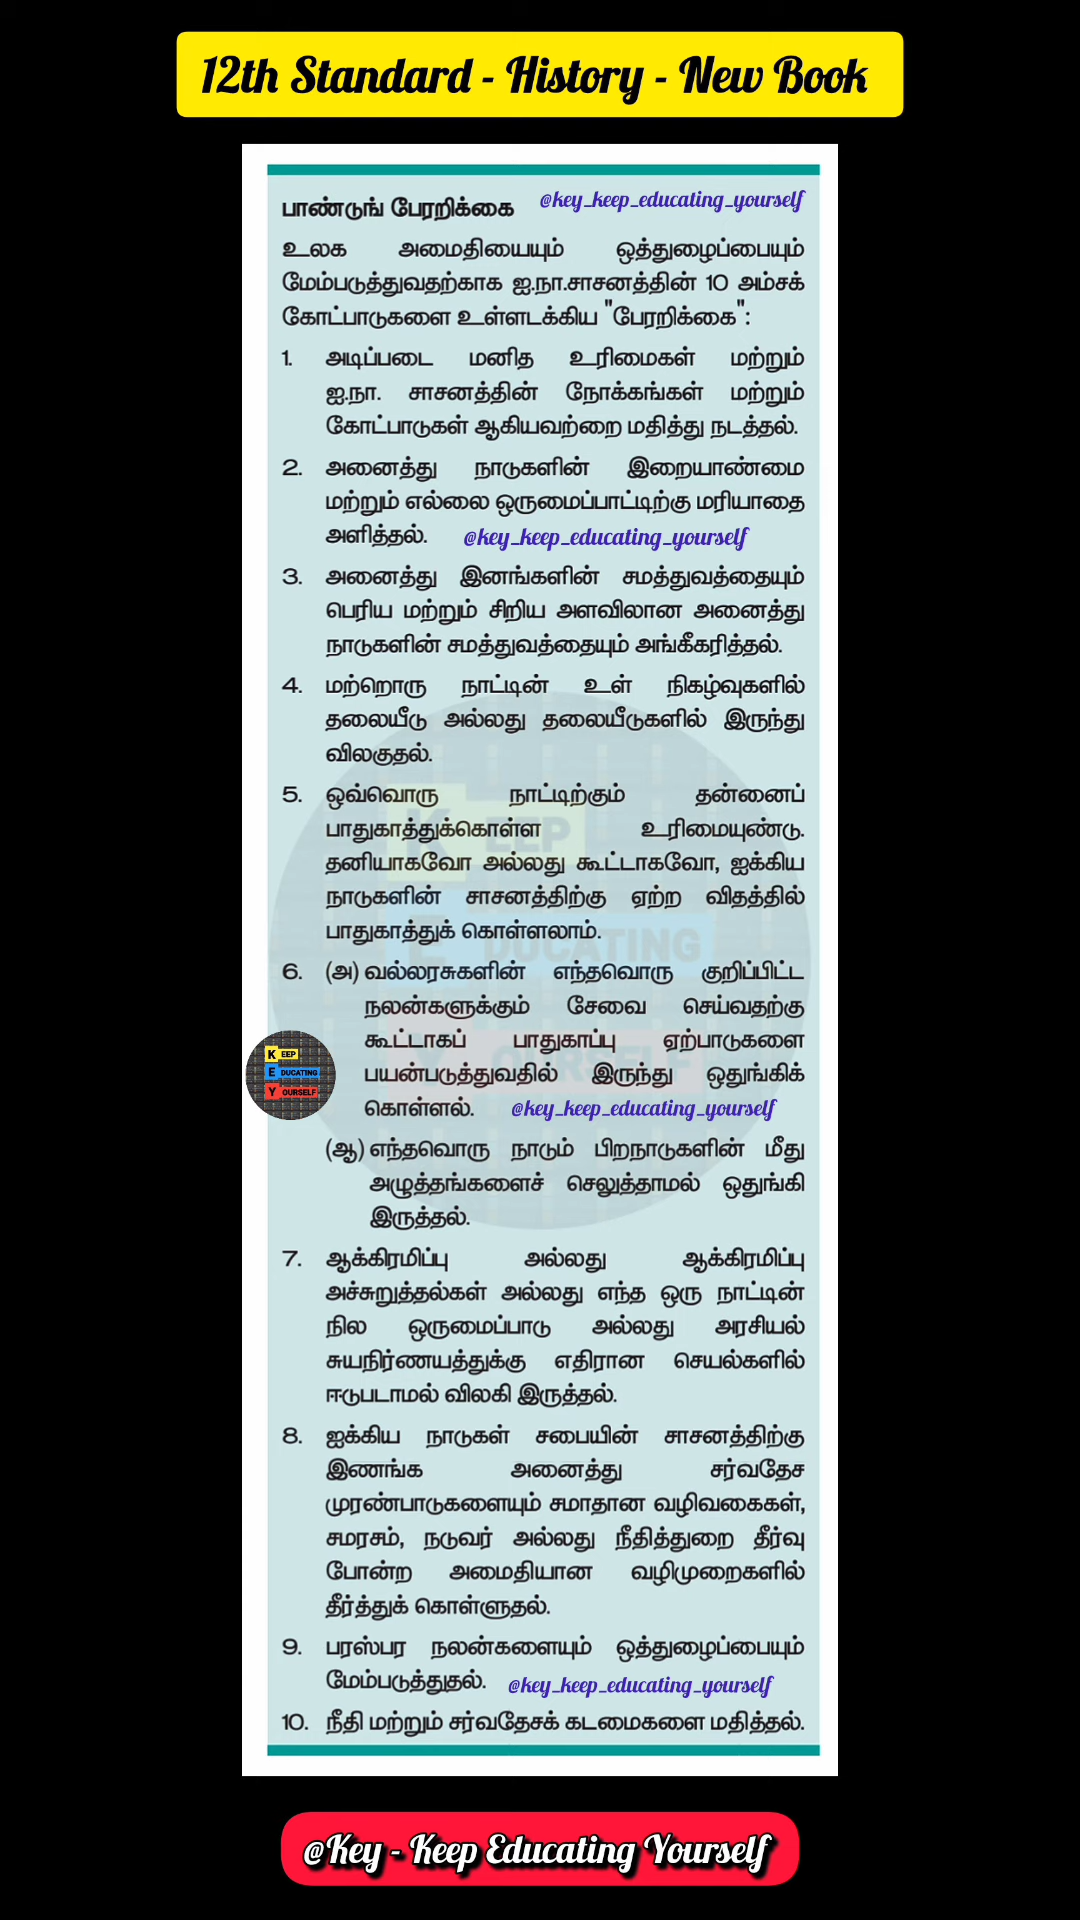 12th Standard - History - New Book
பாண்டுங் பேரறிக்கை @key_keep_educating_yourself
உலக அமைதியையும் ஒத்துழைப்பையும்
மேம்படுத்துவதற்காக ஐ.நா.சாசனத்தின் 10 அம்சக்
கோட்பாடுகளை உள்ளடக்கிய "பேரறிக்கை":
1. அடிப்படை மனித உரிமைகள் மற்றும்
ஐ.நா. சாசனத்தின் நோக்கங்கள் மற்றும்
கோட்பாடுகள் ஆகியவற்றை மதித்து நடத்தல்.
2. அனைத்து நாடுகளின் இறையாண்மை
மற்றும் எல்லை ஒருமைப்பாட்டிற்கு மரியாதை
அளித்தல். @key_keep_educating_yourself
3. அனைத்து இனங்களின் சமத்துவத்தையும்
பெரிய மற்றும் சிறிய அளவிலான அனைத்து
நாடுகளின் சமத்துவத்தையும் அங்கீகரித்தல்.
4. மற்றொரு நாட்டின் உள் நிகழ்வுகளில்
தலையீடு அல்லது தலையீடுகளில் இருந்து
விலகுதல்.
5. ஒவ்வொரு நாட்டிற்கும் தன்னைப்
பாதுகாத்துக்கொள்ள உரிமையுண்டு.
தனியாகவோ அல்லது கூட்டாகவோ, ஐக்கிய
நாடுகளின் சாசனத்திற்கு ஏற்ற விதத்தில்
பாதுகாத்துக் கொள்ளலாம்.
6. (அ) வல்லரசுகளின் எந்தவொரு குறிப்பிட்ட
நலன்களுக்கும் சேவை செய்வதற்கு
கூட்டாகப் பாதுகாப்பு ஏற்பாடுகளை
பயன்படுத்துவதில் இருந்து ஒதுங்கிக்
கொள்ளல். @key_keep_educating_yourself
(ஆ) எந்தவொரு நாடும் பிறநாடுகளின் மீது
அழுத்தங்களைச் செலுத்தாமல் ஒதுங்கி
இருத்தல்.
7. ஆக்கிரமிப்பு அல்லது ஆக்கிரமிப்பு
அச்சுறுத்தல்கள் அல்லது எந்த ஒரு நாட்டின்
நில ஒருமைப்பாடு அல்லது அரசியல்
சுயநிர்ணயத்துக்கு எதிரான செயல்களில்
ஈடுபடாமல் விலகி இருத்தல்.
8. ஐக்கிய நாடுகள் சபையின் சாசனத்திற்கு
இணங்க அனைத்து சர்வதேச
முரண்பாடுகளையும் சமாதான வழிவகைகள்,
சமரசம், நடுவர் அல்லது நீதித்துறை தீர்வு
போன்ற அமைதியான வழிமுறைகளில்
தீர்த்துக் கொள்ளுதல்.
9. பரஸ்பர நலன்களையும் ஒத்துழைப்பையும்
மேம்படுத்துதல். @key_keep_educating_yourself
10. நீதி மற்றும் சர்வதேசக் கடமைகளை மதித்தல்.
KEEP
EDUCATING
YOURSELF
KEEP
EDUCATING
YOURSELF
@Key - Keep Educating Yourself